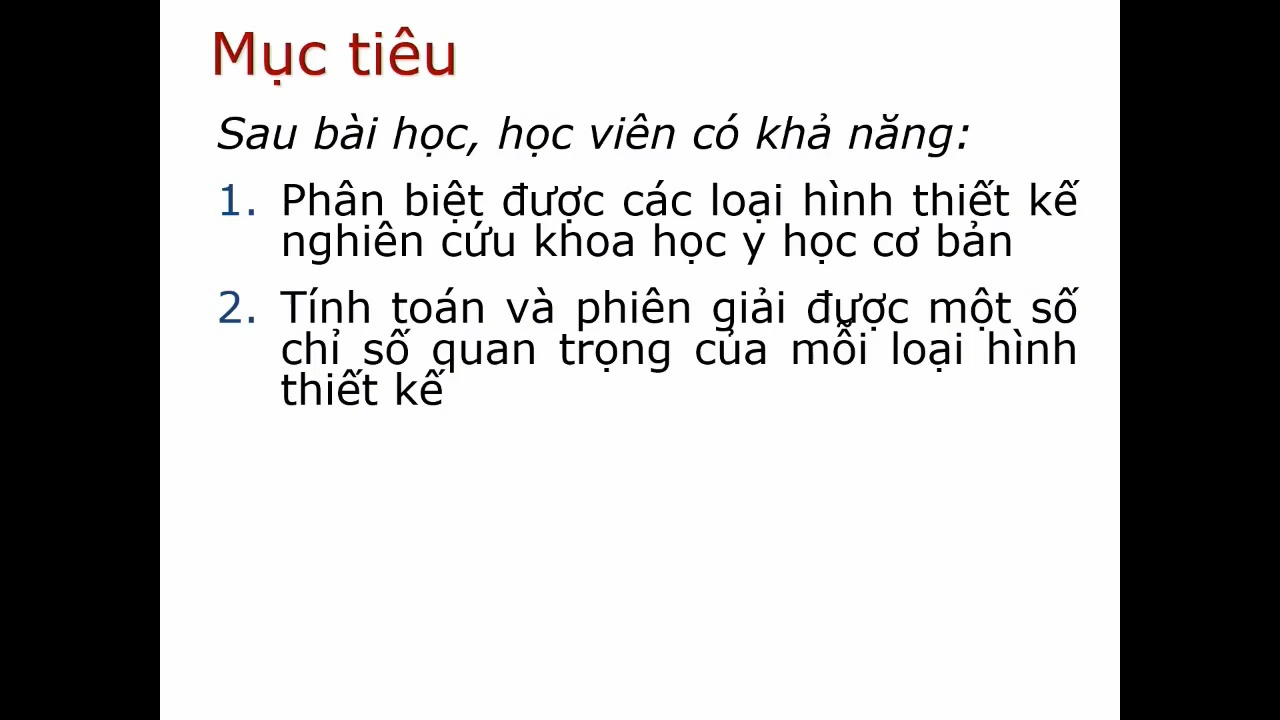 Mục tiêu
Sau bài học, học viên có khả năng:
1. Phân biệt được các loại hình thiết kế
nghiên cứu khoa học y học cơ bản
2. Tính toán và phiên giải được một số
chỉ số quan trọng của mỗi loại hình
thiết kế